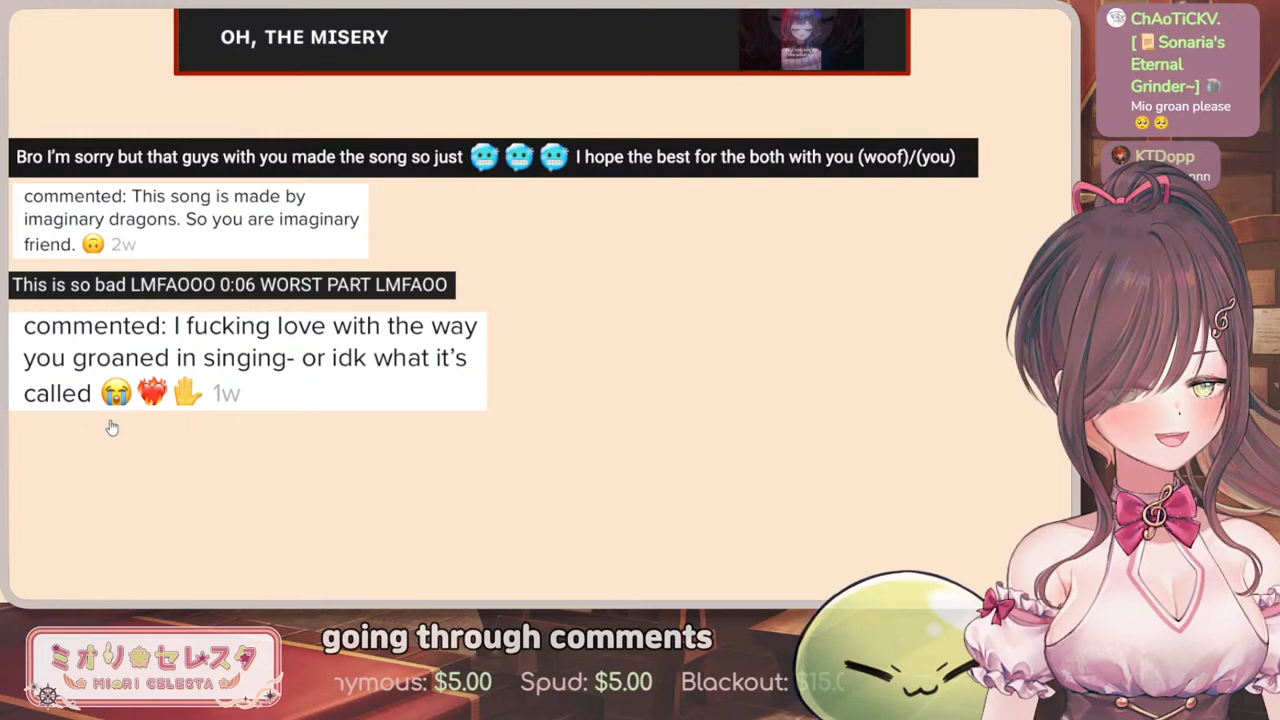 OH, THE MISERY
Bro I'm sorry but that guys with you made the song so just 🥶🥶🥶 I hope the best for the both with you (woof)/(you)
commented: This song is made by
imaginary dragons. So you are imaginary
friend. 🙃 2w
This is so bad LMFAOOO 0:06 WORST PART LMFAOO
commented: I fucking love with the way
you groaned in singing- or idk what it's
called 😭❤️‍🔥✋ 1w
ChAoTiCKV.
[📜Sonaria's
Eternal
Grinder~]
Mio groan please
🥺🥺
KTDopp
going through comments
nymous: $5.00 Spud: $5.00 Blackout:
ミオリ セレスタ
MIORI CELESTA